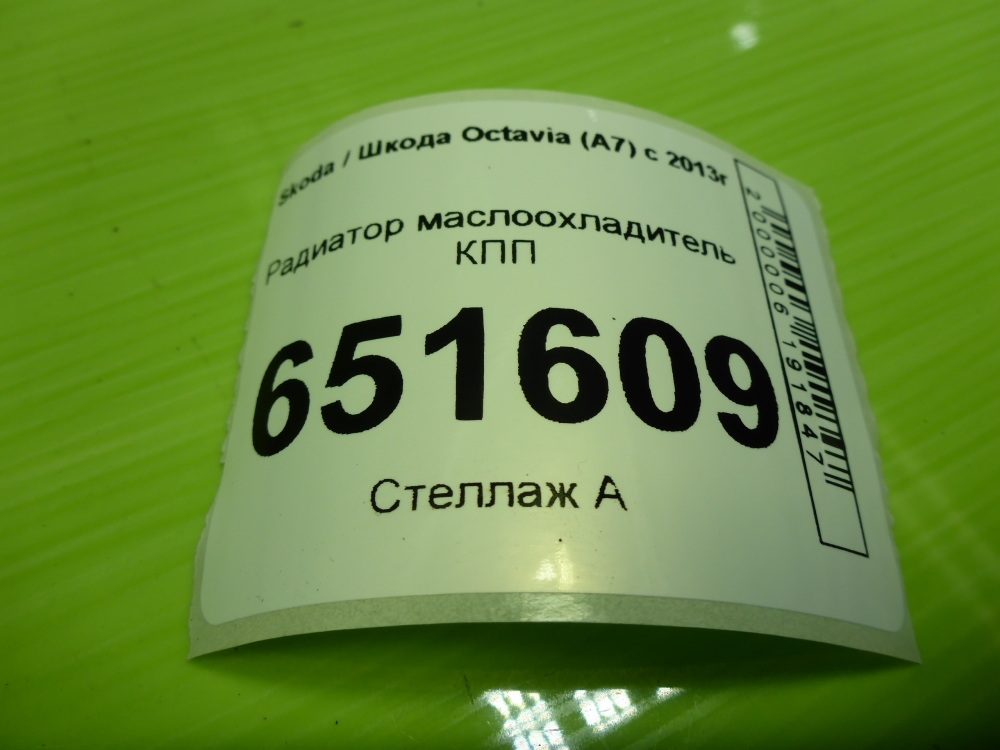 Skoda / Шкода Octavia (A7) с 2013г
Радиатор маслоохладитель
КПП
651609
Стеллаж А
2000006191847